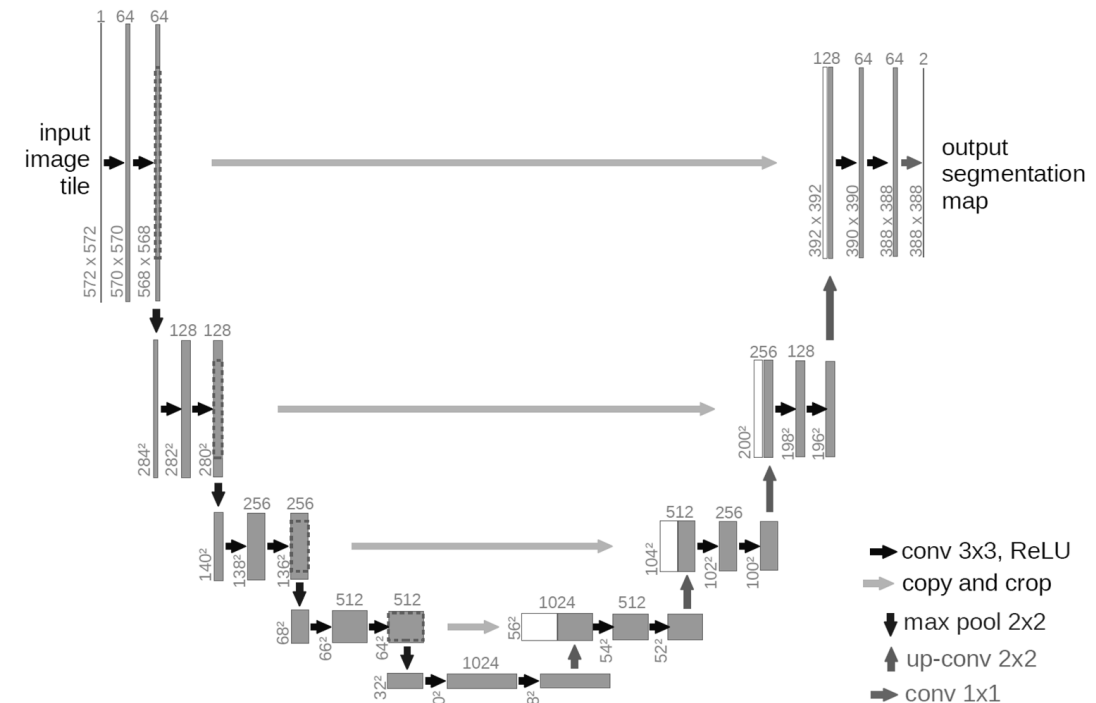 1 64 64
128 64 64 2
input
image
tile
output
segmentation
map
572 x 572
570 x 570
568 x 568
392 x 392
390 x 390
388 x 388
388 x 388
128 128
256 128
284²
282²
280²
200²
198²
196²
256 256
512 256
140²
138²
136²
104²
102²
100²
512 512
1024 512
68²
66²
64²
56²
54²
52²
1024
32²
conv 3x3, ReLU
copy and crop
max pool 2x2
up-conv 2x2
conv 1x1